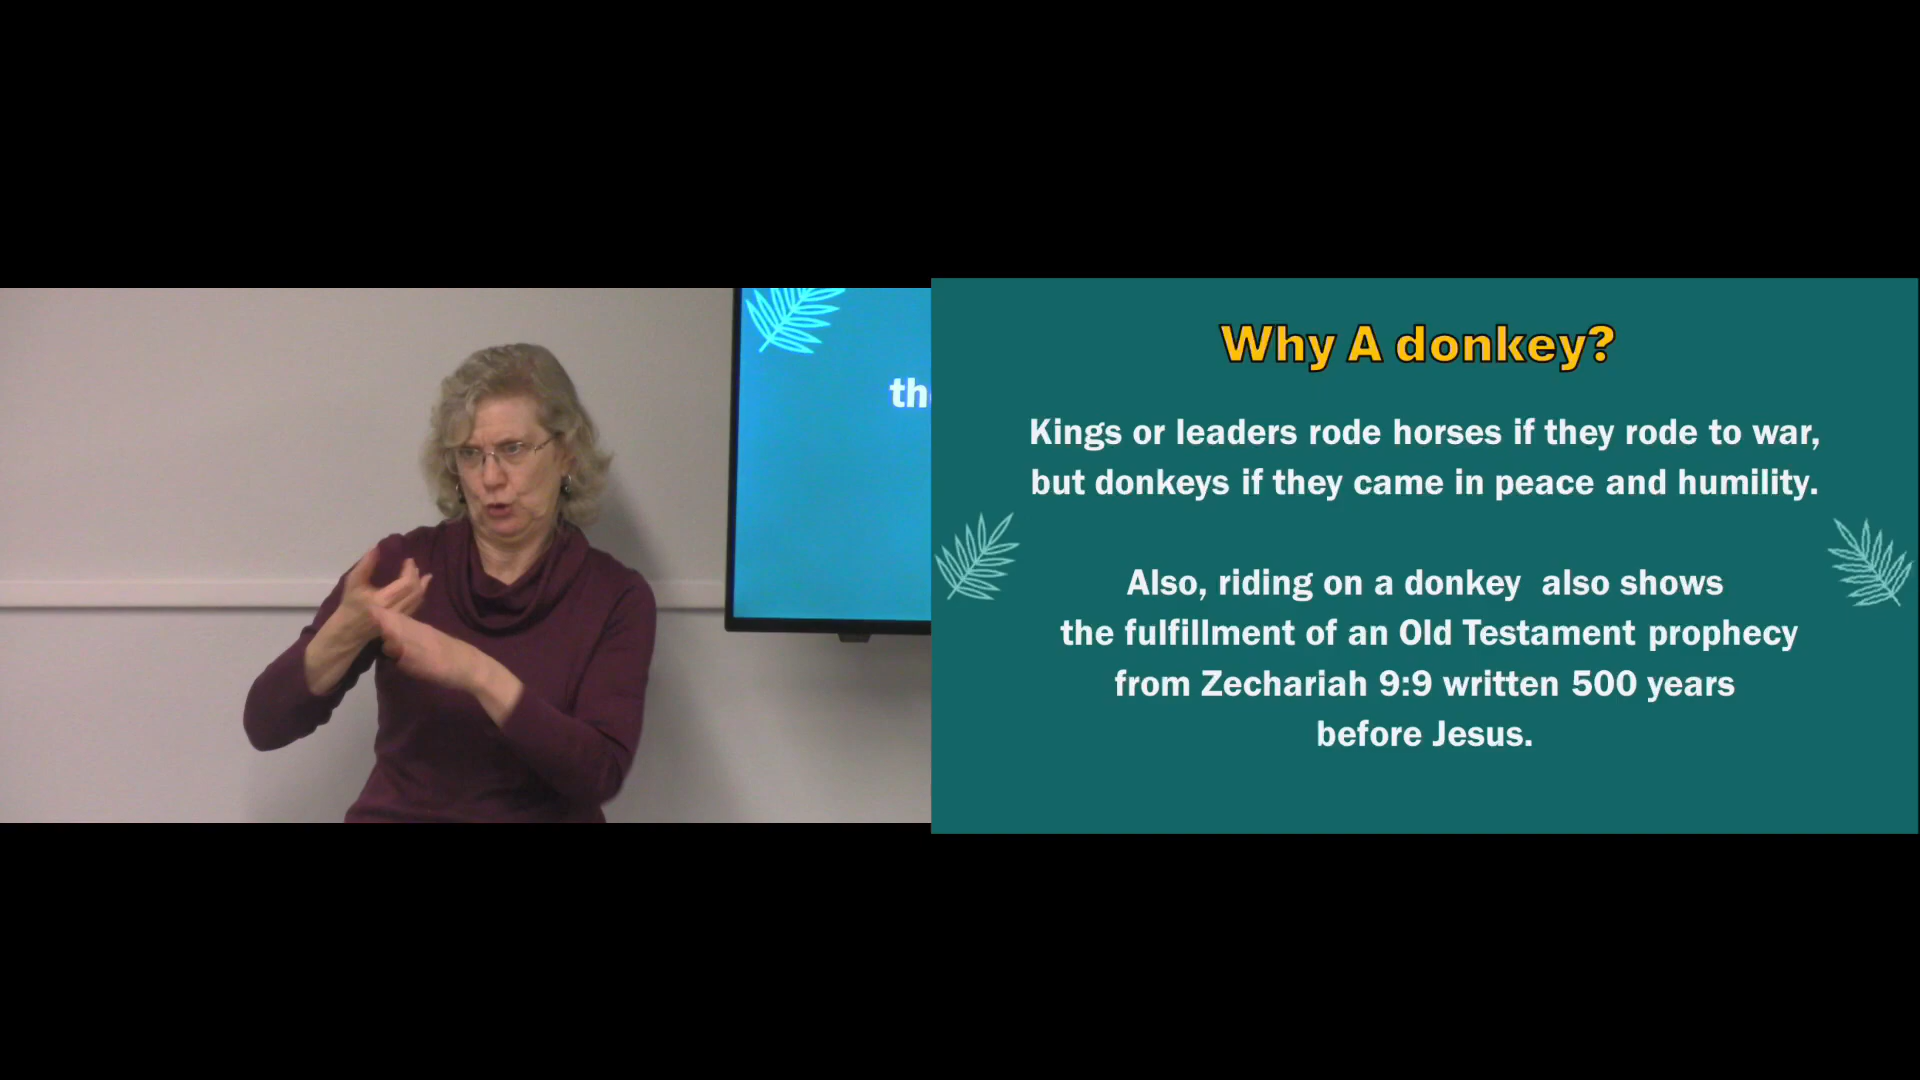 th
Why A donkey?
Kings or leaders rode horses if they rode to war,
but donkeys if they came in peace and humility.
Also, riding on a donkey  also shows
the fulfillment of an Old Testament prophecy
from Zechariah 9:9 written 500 years
before Jesus.